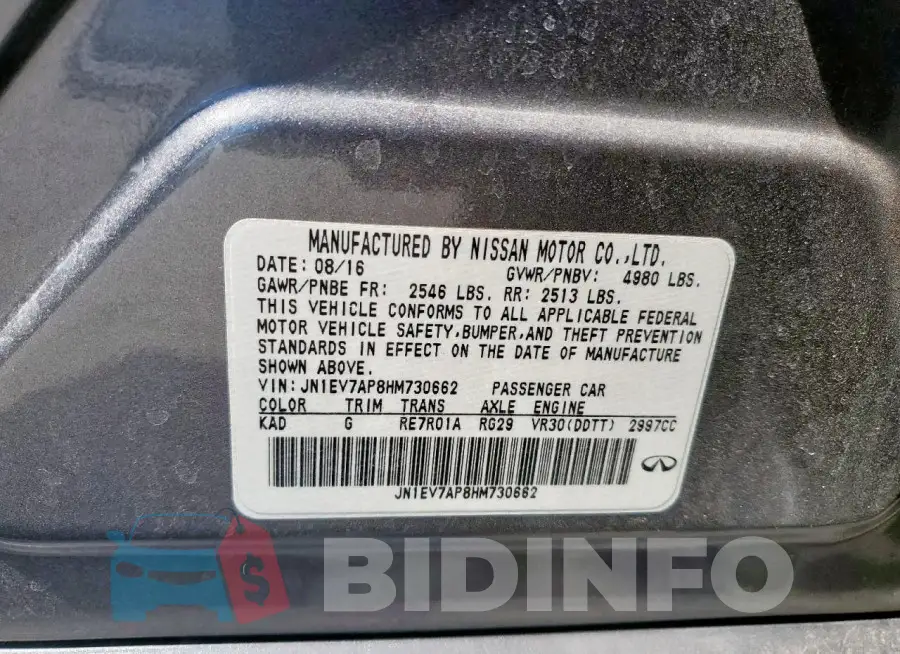 MANUFACTURED BY NISSAN MOTOR CO.,LTD.
DATE: 08/16 GVWR/PNBV: 4980 LBS.
GAWR/PNBE FR: 2546 LBS. RR: 2513 LBS.
THIS VEHICLE CONFORMS TO ALL APPLICABLE FEDERAL
MOTOR VEHICLE SAFETY,BUMPER,AND THEFT PREVENTION
STANDARDS IN EFFECT ON THE DATE OF MANUFACTURE
SHOWN ABOVE.
VIN:JN1EV7AP8HM730662 PASSENGER CAR
COLOR TRIM TRANS AXLE ENGINE
KAD G RE7R01A RG29 VR30(DDTT) 2997CC
JN1EV7AP8HM730662
$ BIDINFO